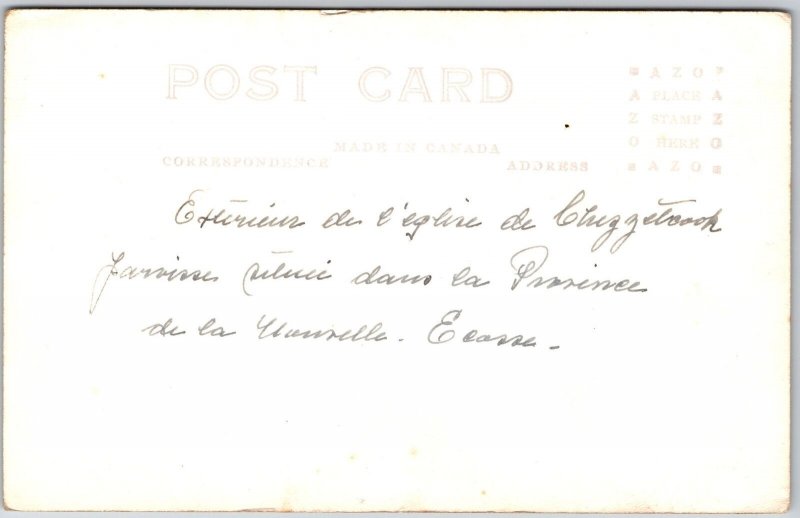 POST CARD
AZO
A PLACE A
Z STAMP Z
O HERE O
AZO
MADE IN CANADA
CORRESPONDENCE
ADDRESS
Extérieur de l'église de Chezzetcook
située dans la Province
de la Nouvelle-Ecosse-